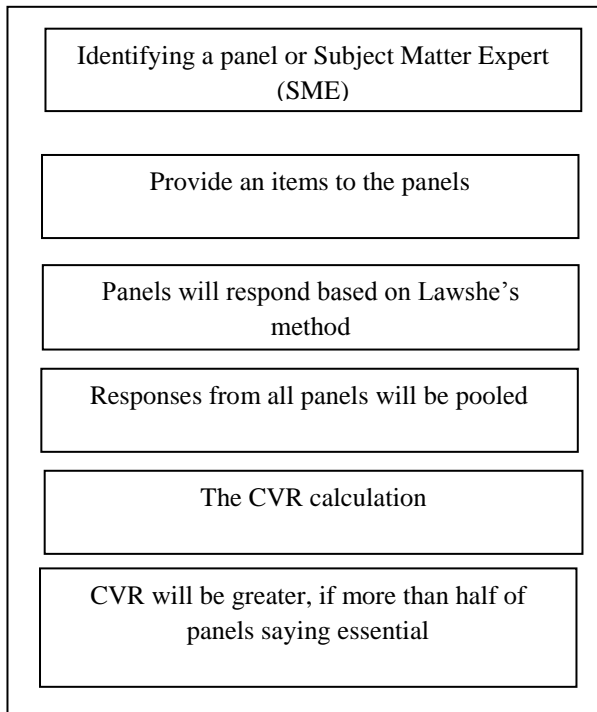 Identifying a panel or Subject Matter Expert
(SME)
Provide an items to the panels
Panels will respond based on Lawshe’s
method
Responses from all panels will be pooled
The CVR calculation
CVR will be greater, if more than half of
panels saying essential